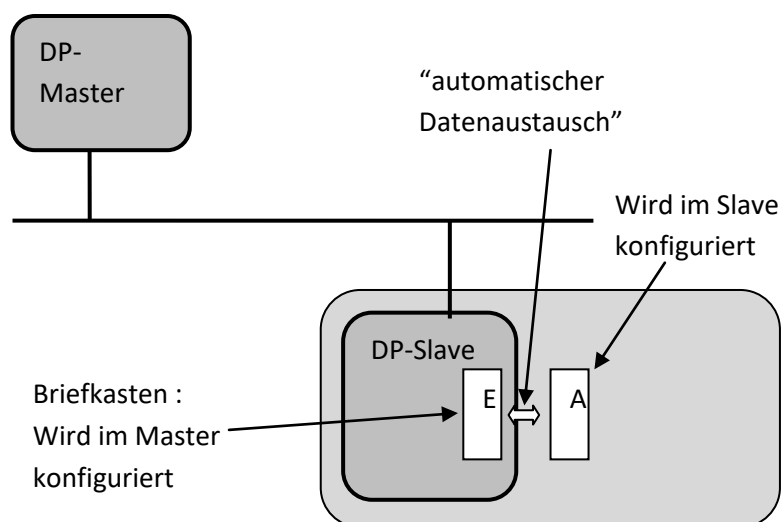 DP-
Master
“automatischer
Datenaustausch”
Wird im Slave
konfiguriert
DP-Slave
E
A
Briefkasten :
Wird im Master
konfiguriert